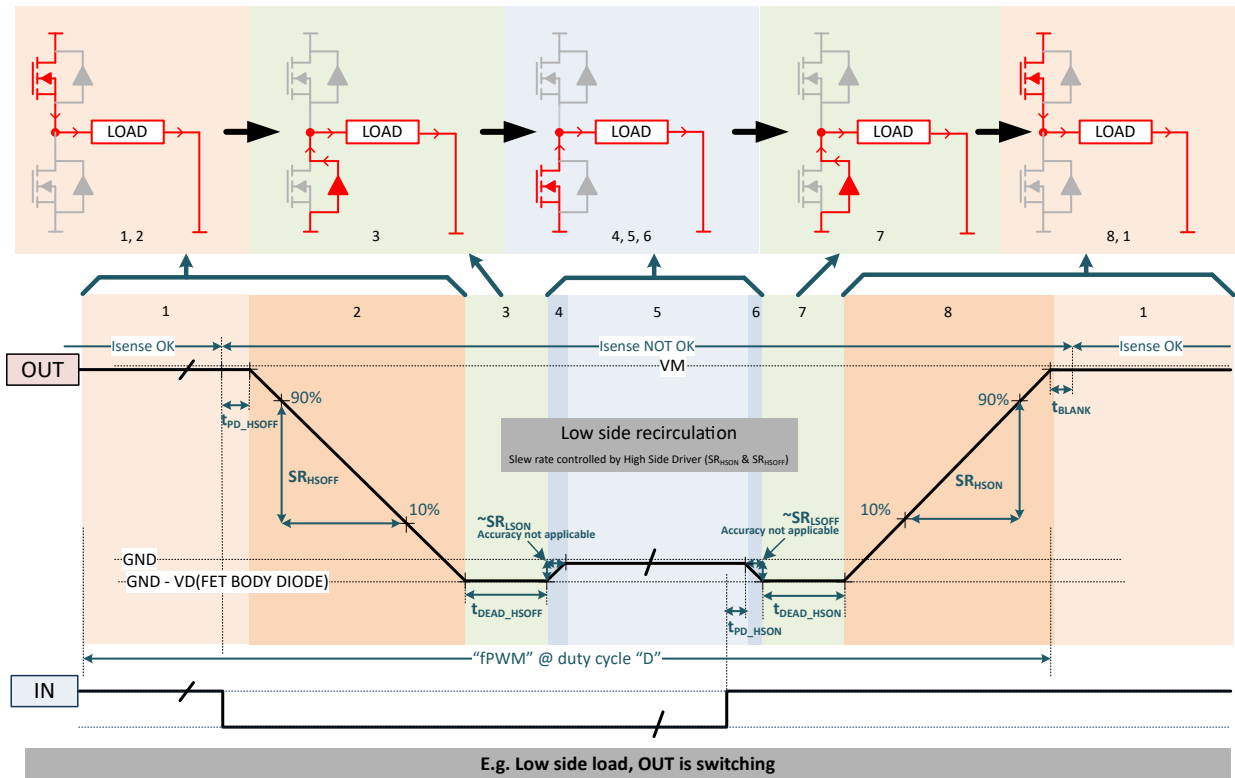 LOAD
LOAD
LOAD
LOAD
LOAD
1, 2
3
4, 5, 6
7
8, 1
1
2
3
4
5
6
7
8
1
Isense OK
Isense NOT OK
Isense OK
OUT
VM
90%
90%
tPD_HSOFF
tBLANK
Low side recirculation
Slew rate controlled by High Side Driver (SRHSON & SRHSOFF)
SRHSOFF
SRHSON
10%
10%
~SRLSON
Accuracy not applicable
~SRLSOFF
Accuracy not applicable
GND
GND - VD(FET BODY DIODE)
tDEAD_HSOFF
tDEAD_HSON
tPD_HSON
“fPWM” @ duty cycle “D”
IN
E.g. Low side load, OUT is switching